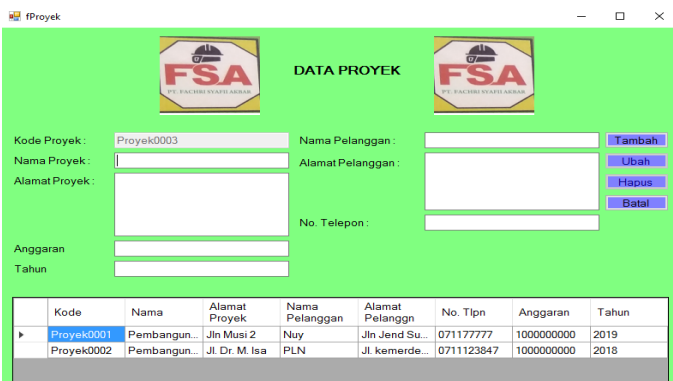 fProyek
FSA
PT. FACHRI SYAFII AKBAR
DATA PROYEK
FSA
PT. FACHRI SYAFII AKBAR
Kode Proyek : Proyek0003
Nama Proyek :
Alamat Proyek :
Anggaran
Tahun
Nama Pelanggan :
Alamat Pelanggan :
No. Telepon :
Tambah
Ubah
Hapus
Batal
Kode Nama Alamat Proyek Nama Pelanggan Alamat Pelanggn No. Tlpn Anggaran Tahun
Proyek0001 Pembangun... Jln Musi 2 Nuy Jln Jend Su... 071177777 1000000000 2019
Proyek0002 Pembangun... Jl. Dr. M. Isa PLN Jl. kemerde... 0711123847 1000000000 2018